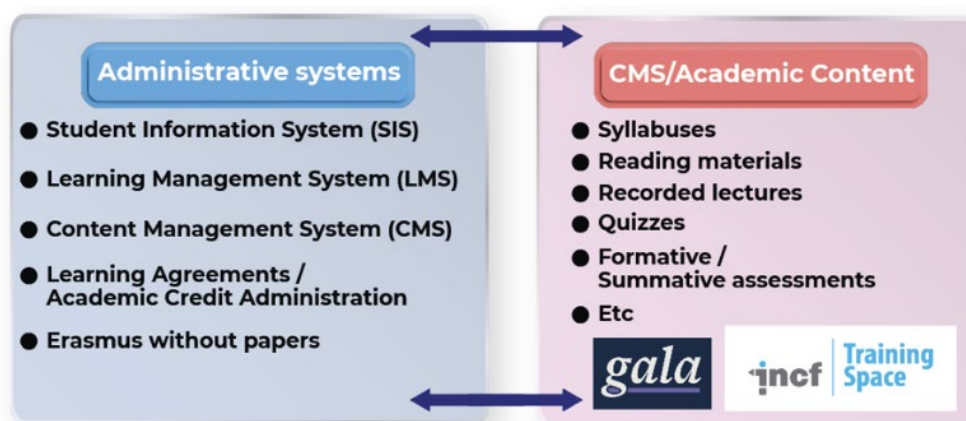 Administrative systems
Student Information System (SIS)
Learning Management System (LMS)
Content Management System (CMS)
Learning Agreements /
Academic Credit Administration
Erasmus without papers
CMS/Academic Content
Syllabuses
Reading materials
Recorded lectures
Quizzes
Formative /
Summative assessments
Etc
gala
incf
Training
Space